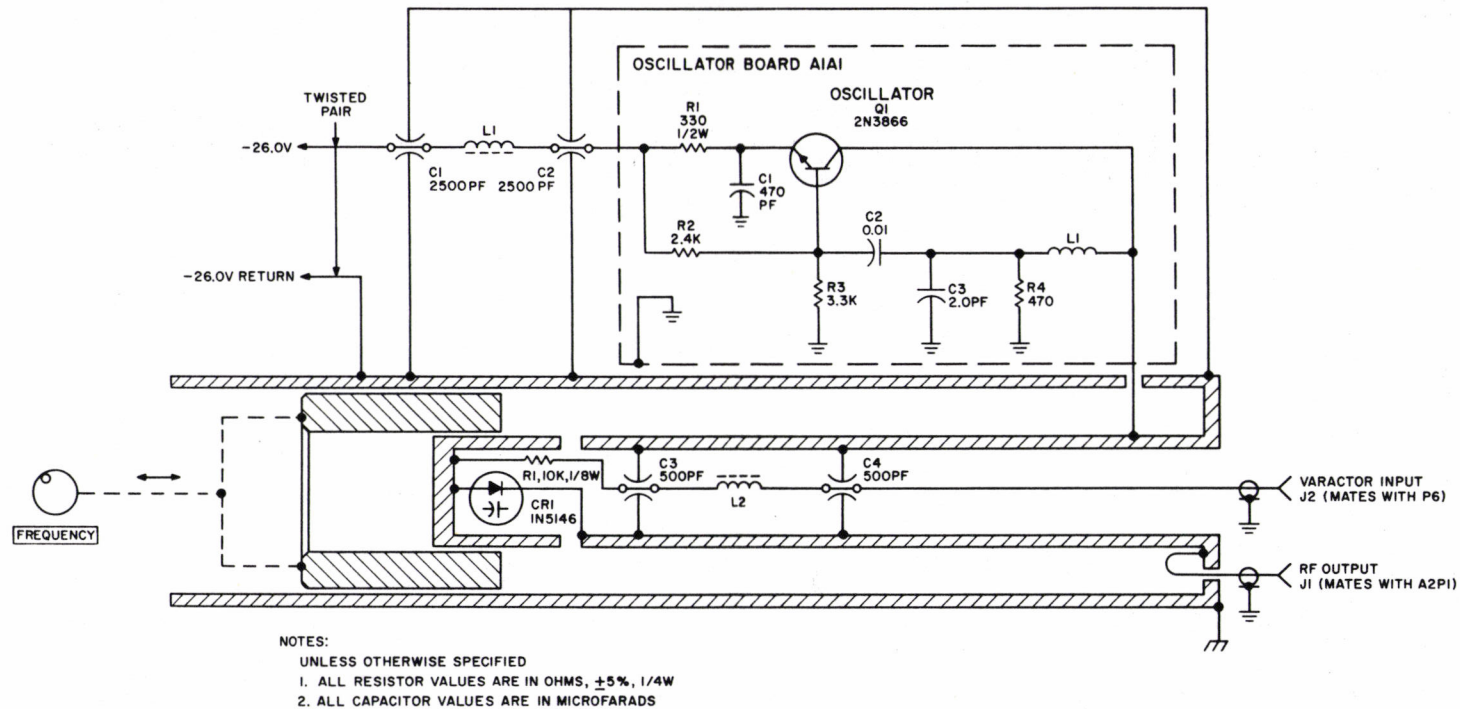 OSCILLATOR BOARD A1A1
OSCILLATOR
Q1
2N3866
TWISTED
PAIR
R1
330
1/2W
L1
-26.0V
C1
2500PF
C2
2500PF
C1
470
PF
R2
2.4K
C2
0.01
L1
-26.0V RETURN
R3
3.3K
C3
2.0PF
R4
470
R1,10K,1/8W
C3
500PF
C4
500PF
L2
CR1
1N5146
VARACTOR INPUT
J2 (MATES WITH P6)
FREQUENCY
RF OUTPUT
J1 (MATES WITH A2P1)
NOTES:
UNLESS OTHERWISE SPECIFIED
1. ALL RESISTOR VALUES ARE IN OHMS, ±5%, 1/4W
2. ALL CAPACITOR VALUES ARE IN MICROFARADS